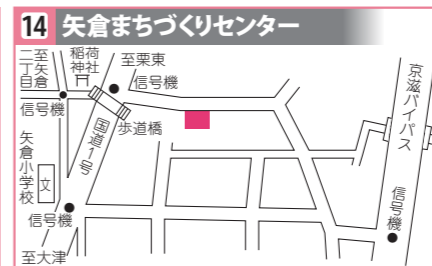 14 矢倉まちづくりセンター
至矢倉
二丁目
稲荷
神社
至栗東
信号機
信号機
歩道橋
国道1号
矢倉小学校
文
信号機
至大津
京滋バイパス
信号機